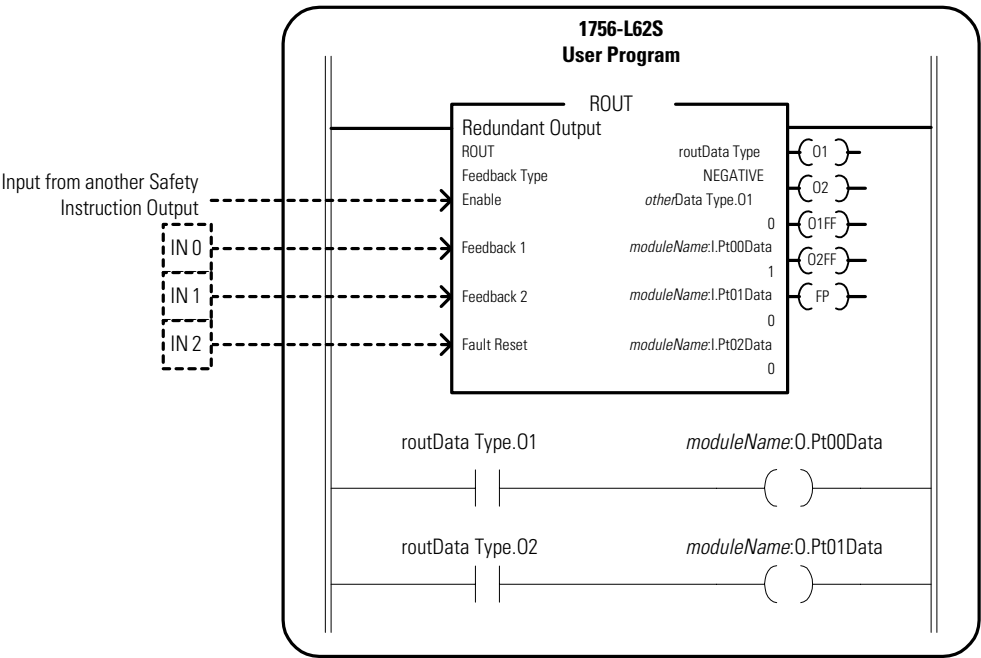 1756-L62S
User Program
ROUT
Redundant Output
ROUT routData Type
Feedback Type NEGATIVE
Enable otherData Type.O1
0
Feedback 1 moduleName:I.Pt00Data
1
Feedback 2 moduleName:I.Pt01Data
0
Fault Reset moduleName:I.Pt02Data
0
O1
O2
O1FF
O2FF
FP
Input from another Safety
Instruction Output
IN 0
IN 1
IN 2
routData Type.O1 moduleName:O.Pt00Data
routData Type.O2 moduleName:O.Pt01Data